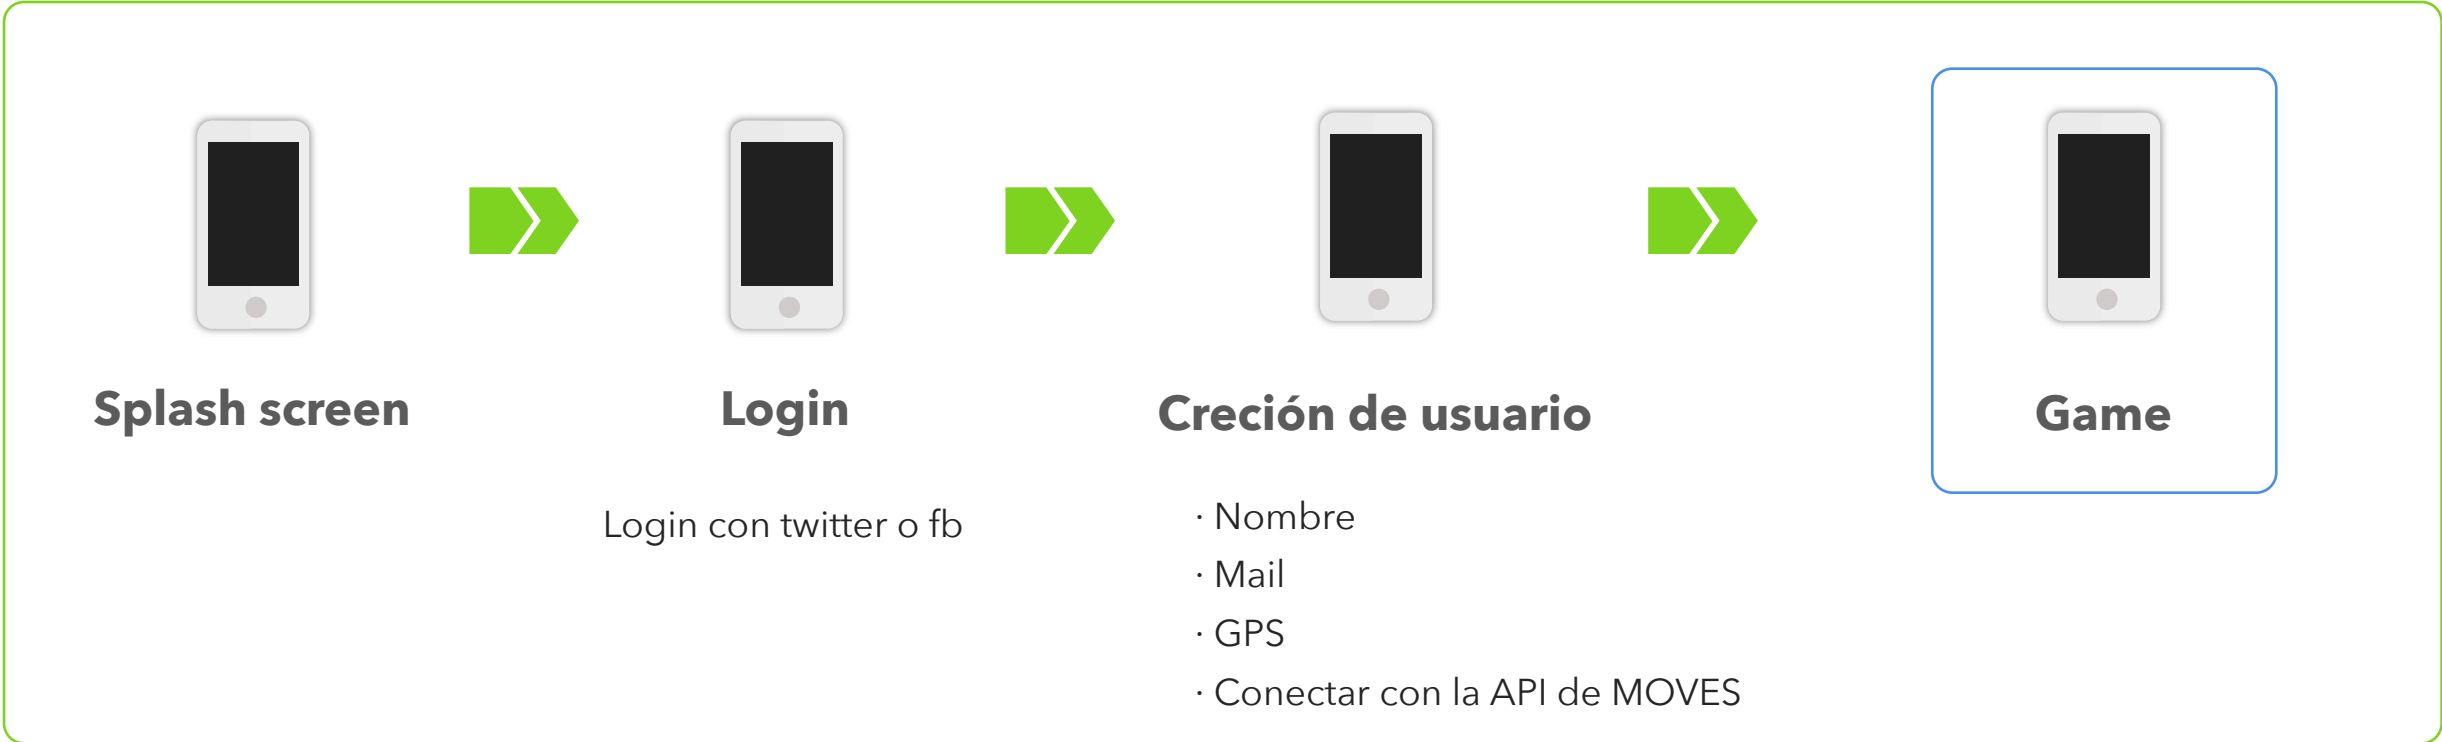 Splash screen
Login
Login con twitter o fb
Creción de usuario
· Nombre
· Mail
· GPS
· Conectar con la API de MOVES
Game